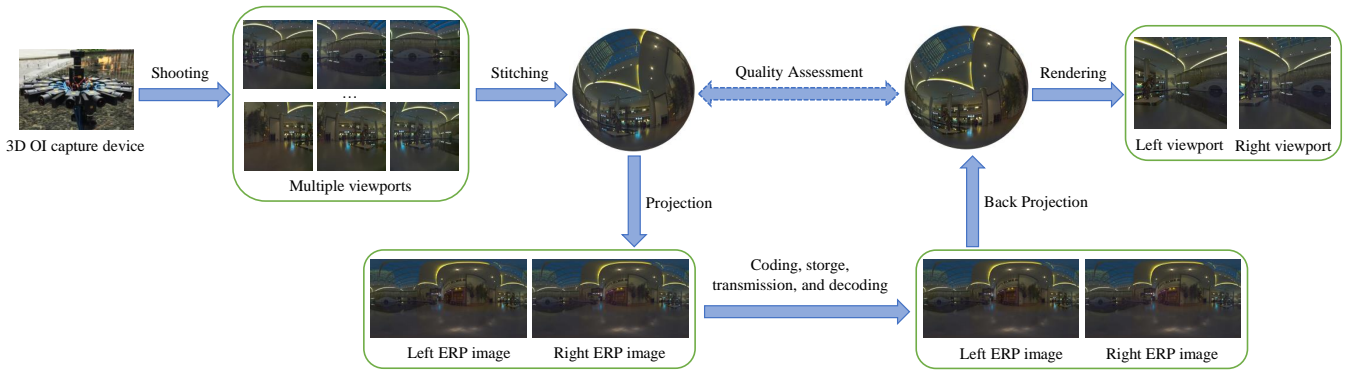 3D OI capture device
Shooting
…
Multiple viewports
Stitching
Quality Assessment
Rendering
Left viewport
Right viewport
Projection
Back Projection
Left ERP image
Right ERP image
Coding, storge,
transmission, and decoding
Left ERP image
Right ERP image